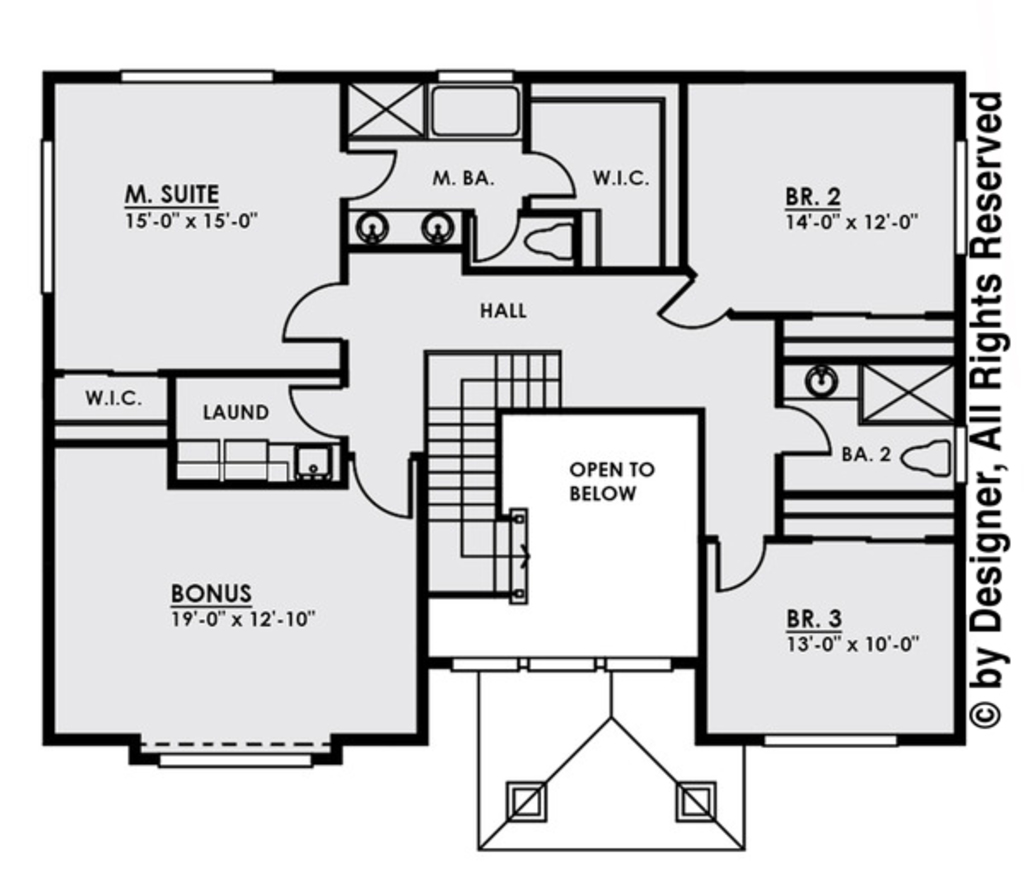 M. SUITE
15'-0" x 15'-0"
M. BA.
W.I.C.
BR. 2
14'-0" x 12'-0"
HALL
W.I.C.
LAUND
OPEN TO
BELOW
BA. 2
BONUS
19'-0" x 12'-10"
BR. 3
13'-0" x 10'-0"
© by Designer, All Rights Reserved